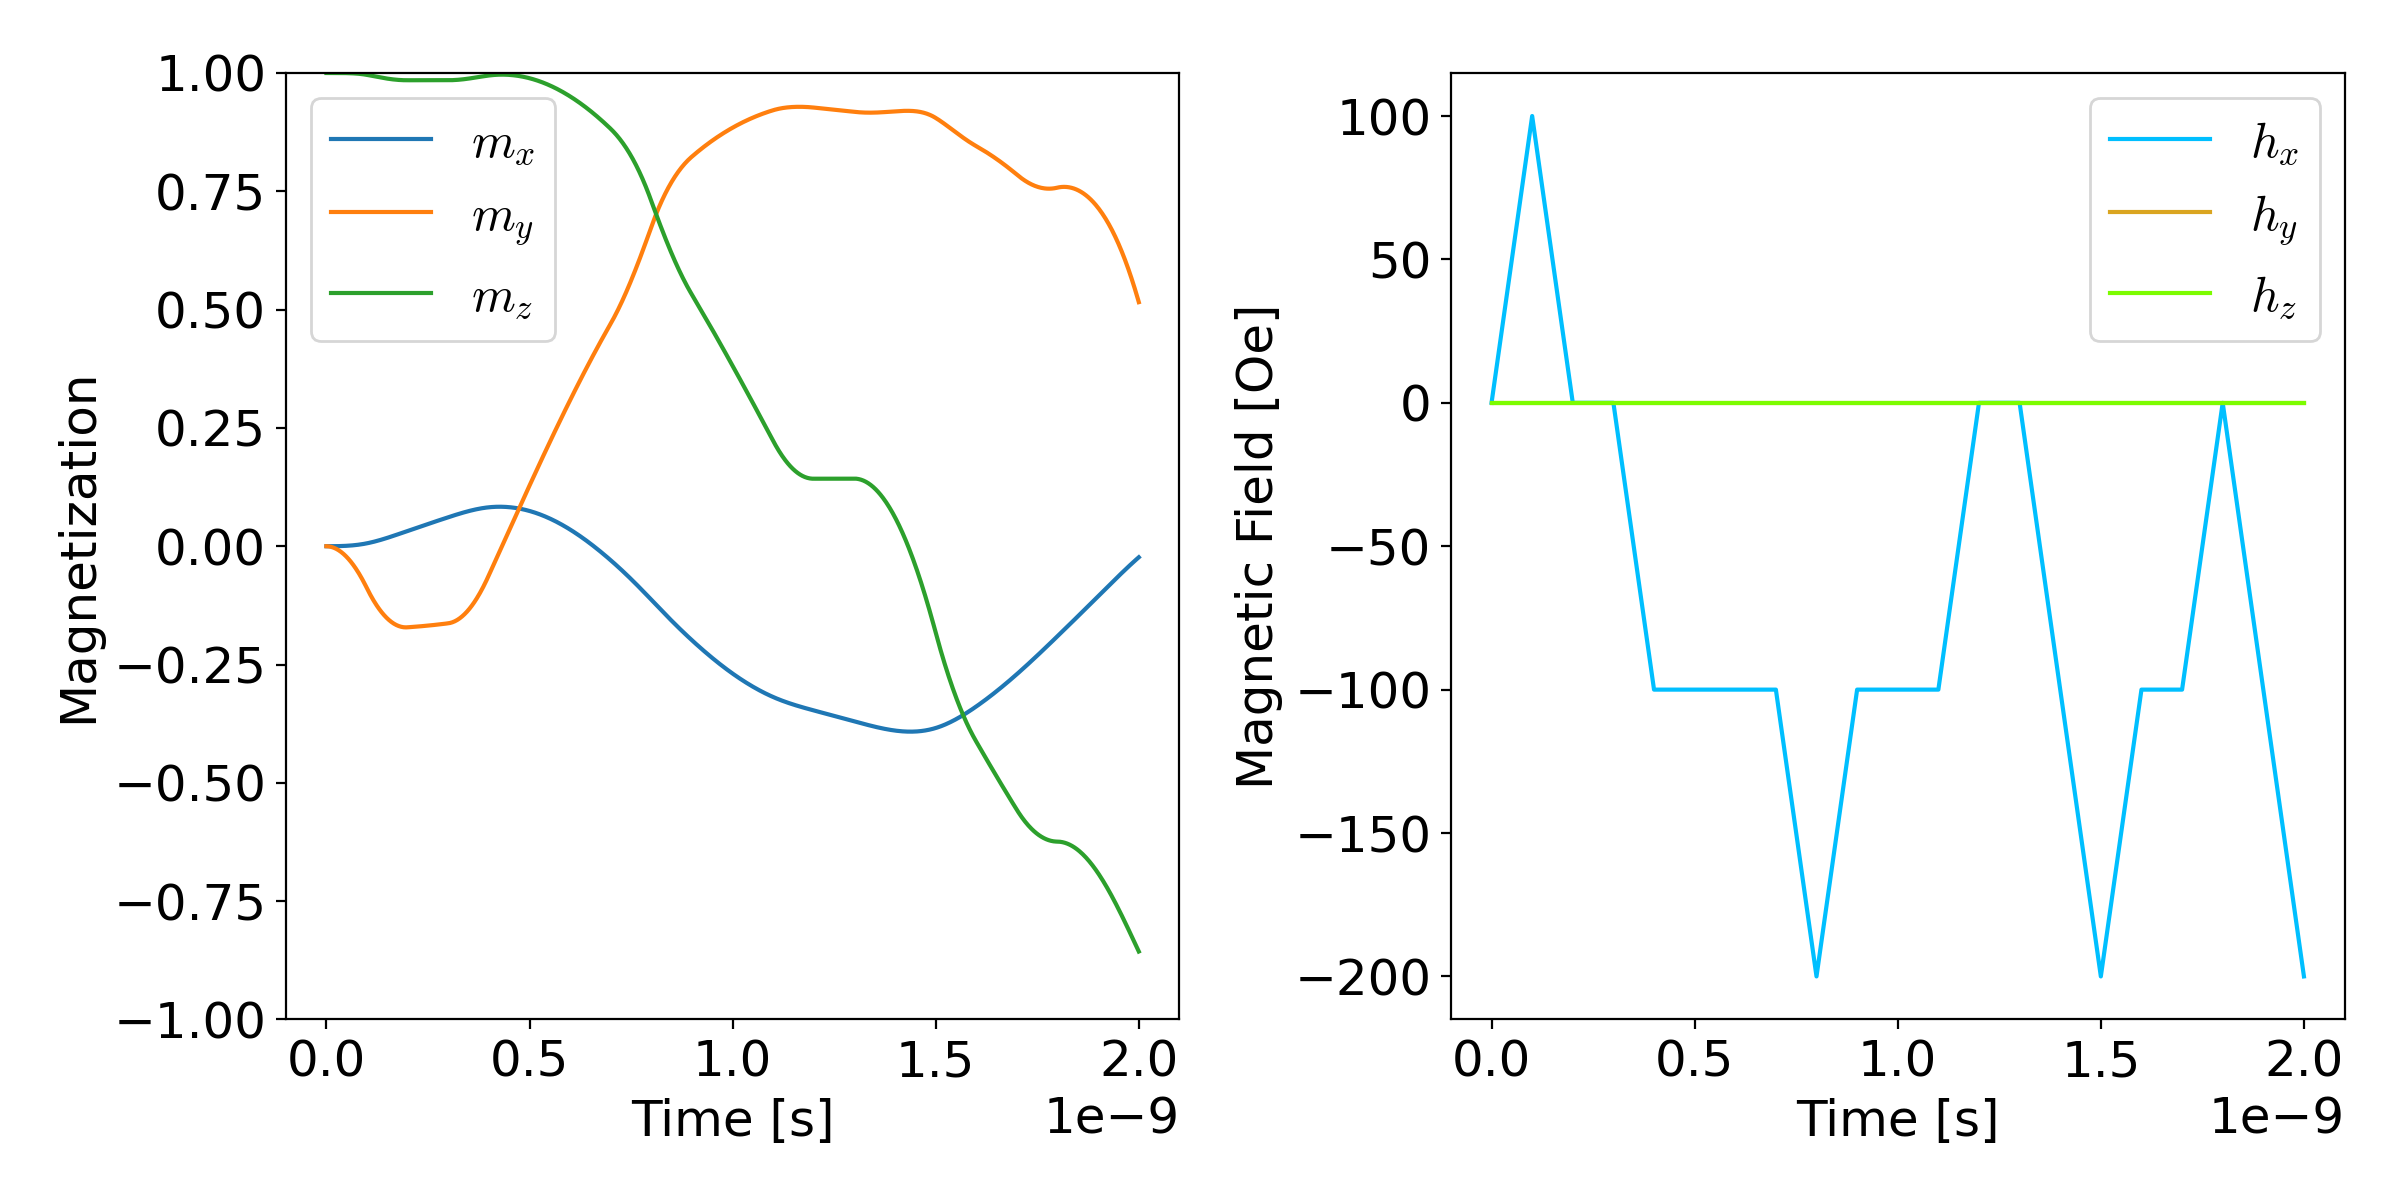 Magnetization
1.00
0.75
0.50
0.25
0.00
−0.25
−0.50
−0.75
−1.00
m_x
m_y
m_z
0.0 0.5 1.0 1.5 2.0
Time [s] 1e−9
Magnetic Field [Oe]
100
50
0
−50
−100
−150
−200
h_x
h_y
h_z
0.0 0.5 1.0 1.5 2.0
Time [s] 1e−9